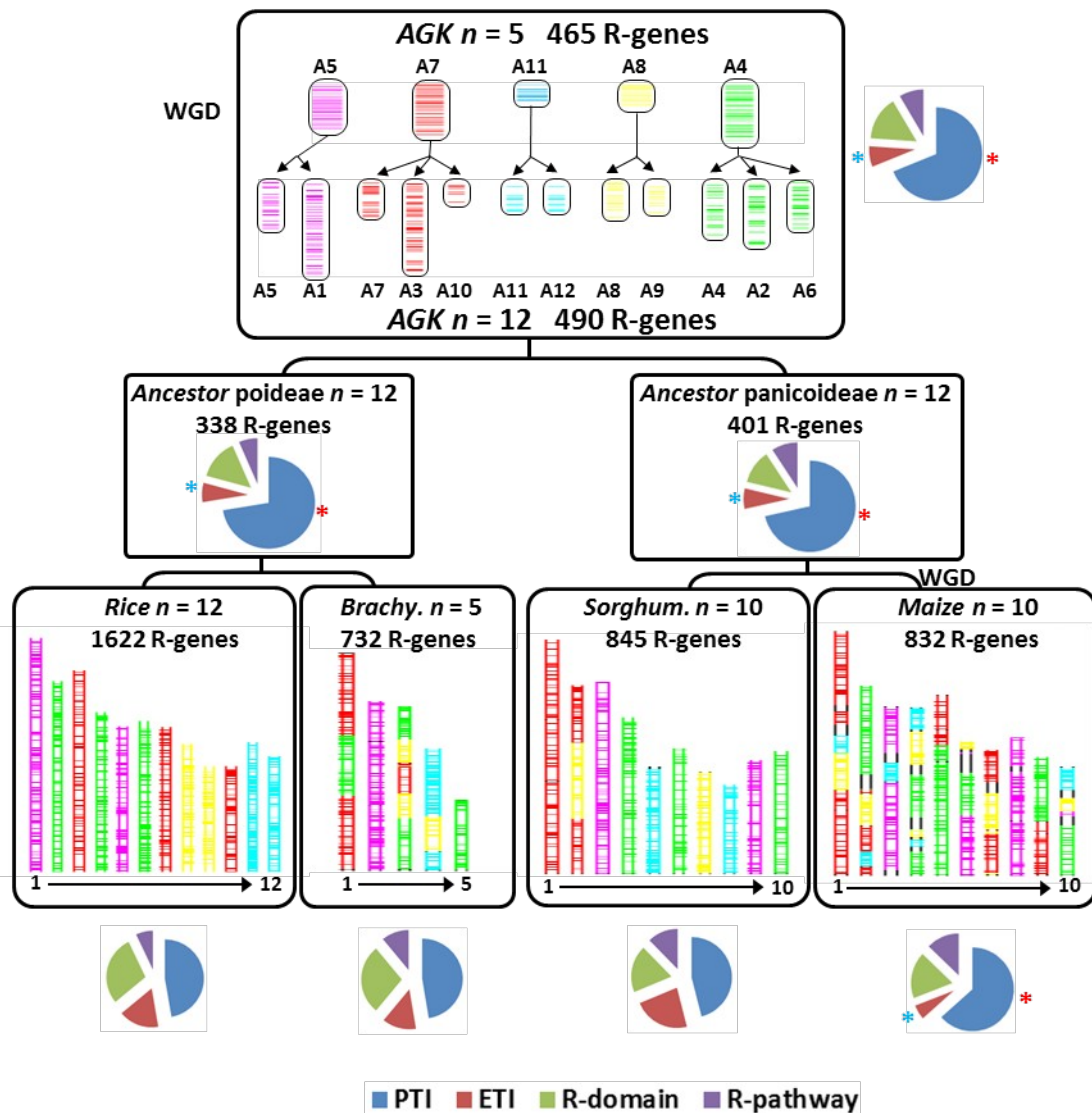 AGK n = 5 465 R-genes
A5 A7 A11 A8 A4
WGD
* *
A5 A1 A7 A3 A10 A11 A12 A8 A9 A4 A2 A6
AGK n = 12 490 R-genes
Ancestor poideae n = 12
338 R-genes
* *
Ancestor panicoideae n = 12
401 R-genes
* *
WGD
Rice n = 12
1622 R-genes
1 12
Brachy. n = 5
732 R-genes
1 5
Sorghum. n = 10
845 R-genes
1 10
Maize n = 10
832 R-genes
1 10
* *
PTI ETI R-domain R-pathway